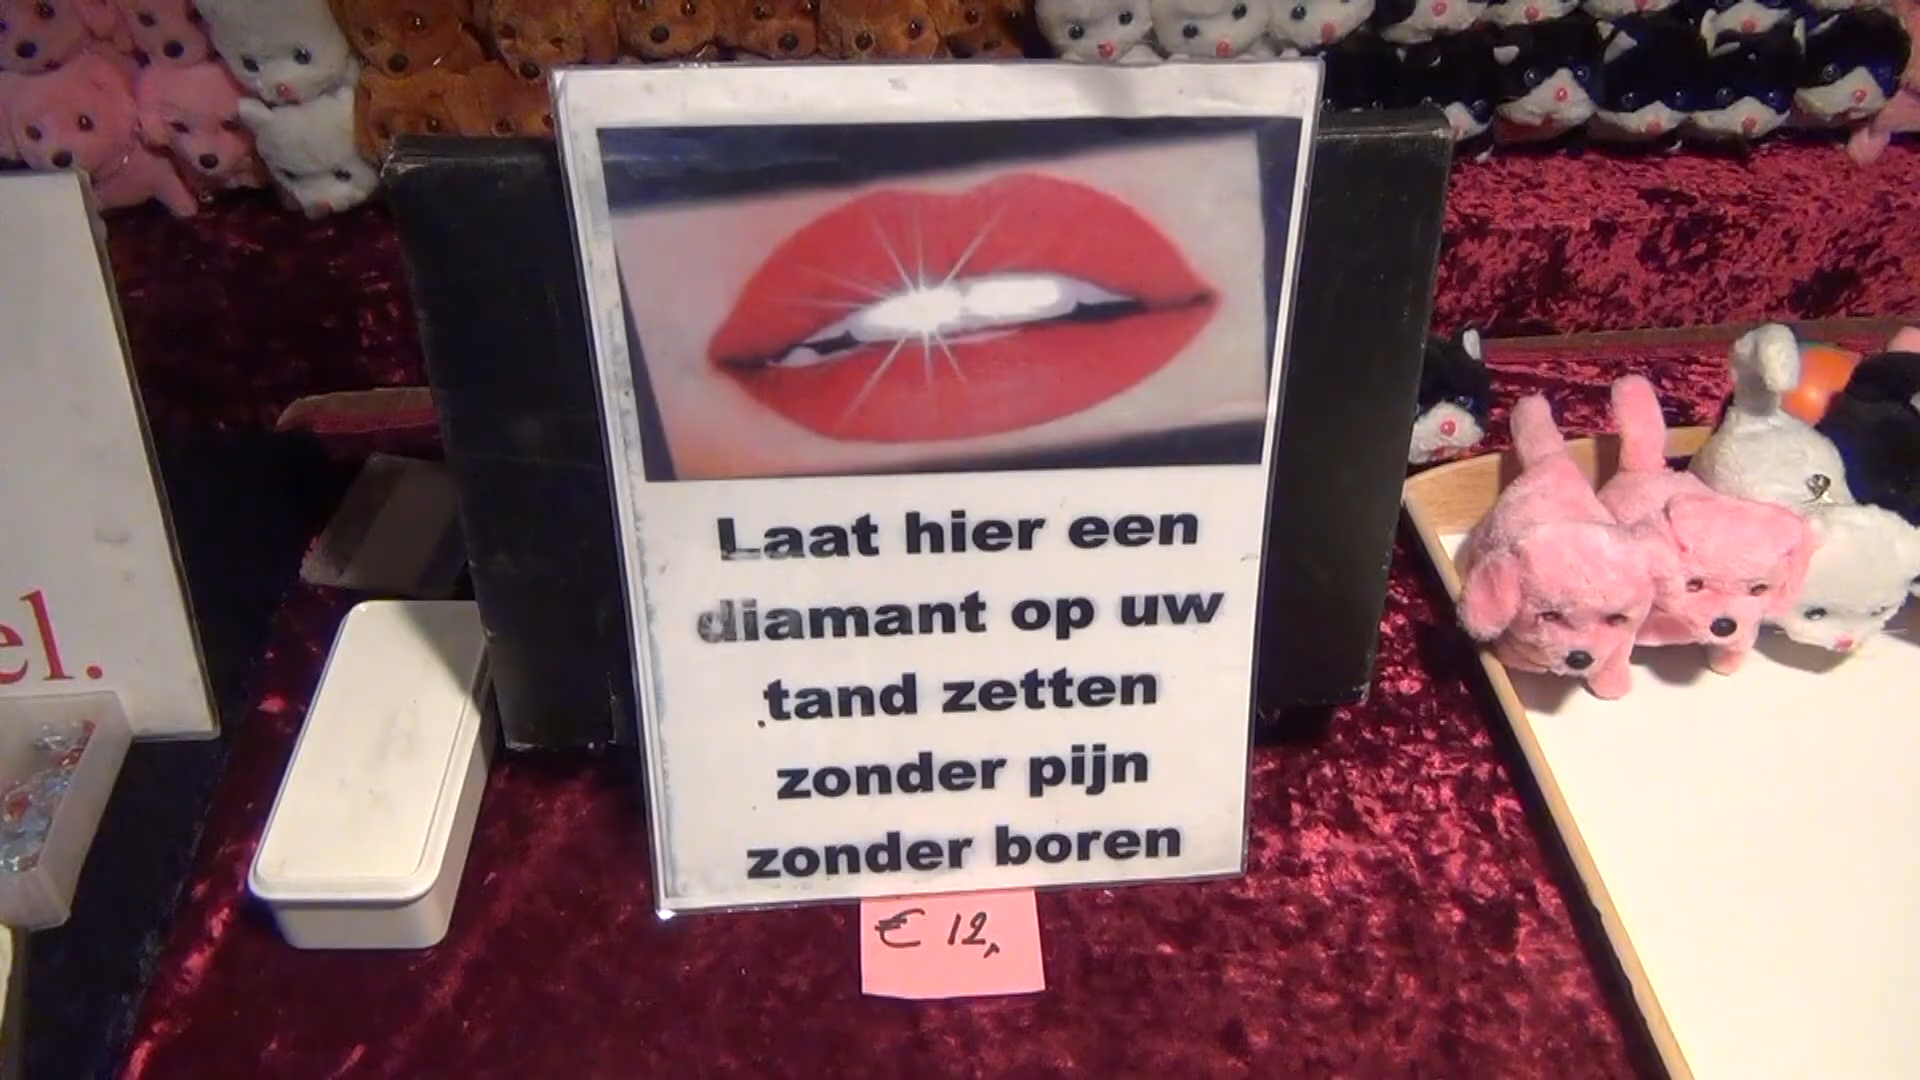 Laat hier een
diamant op uw
tand zetten
zonder pijn
zonder boren
€ 12,
el.